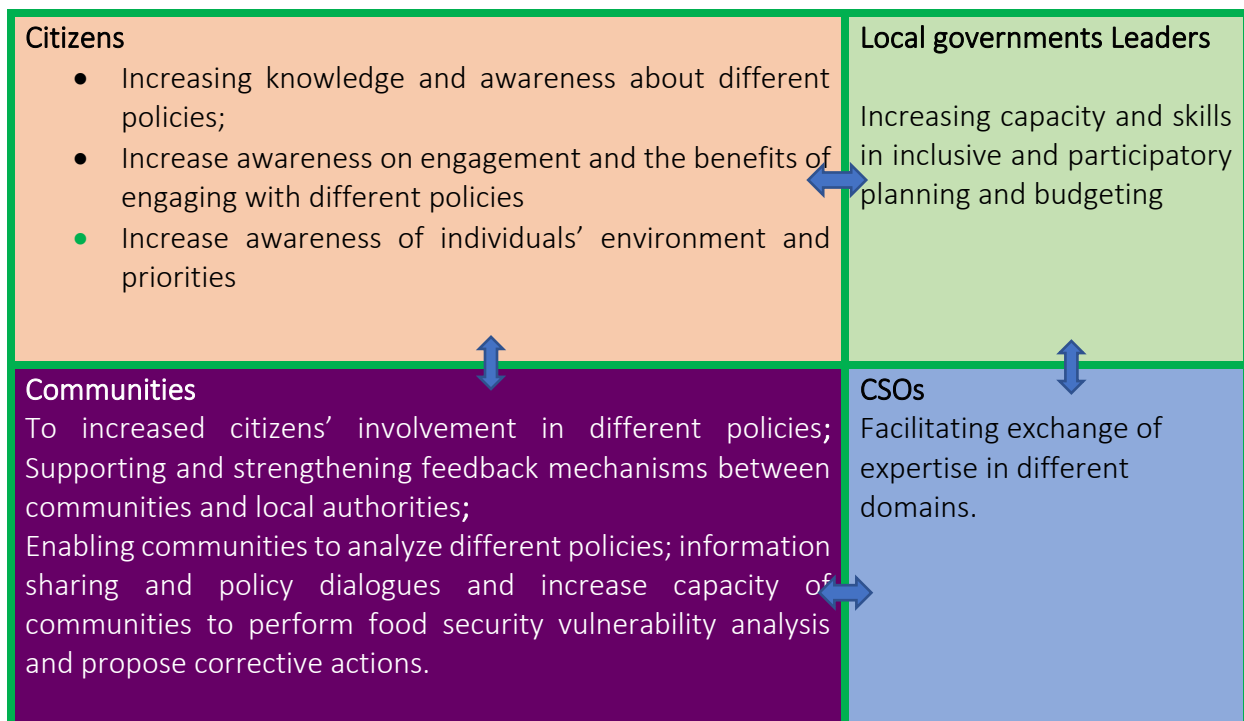 Citizens
● Increasing knowledge and awareness about different
policies;
● Increase awareness on engagement and the benefits of
engaging with different policies
● Increase awareness of individuals’ environment and
priorities
Local governments Leaders
Increasing capacity and skills
in inclusive and participatory
planning and budgeting
Communities
To increased citizens’ involvement in different policies;
Supporting and strengthening feedback mechanisms between
communities and local authorities;
Enabling communities to analyze different policies; information
sharing and policy dialogues and increase capacity of
communities to perform food security vulnerability analysis
and propose corrective actions.
CSOs
Facilitating exchange of
expertise in different
domains.